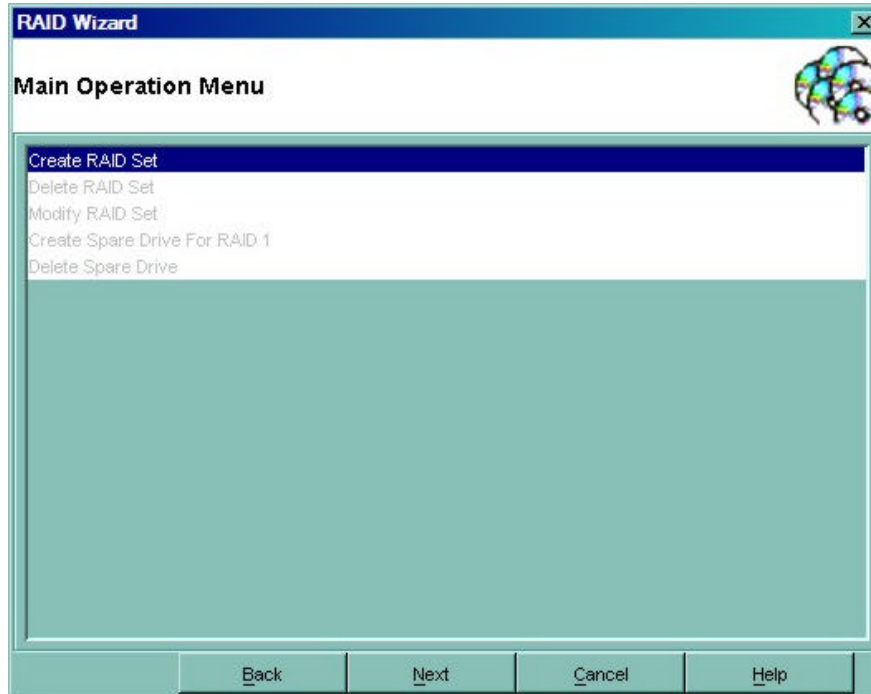 RAID Wizard
Main Operation Menu
Create RAID Set
Delete RAID Set
Modify RAID Set
Create Spare Drive For RAID 1
Delete Spare Drive
Back Next Cancel Help